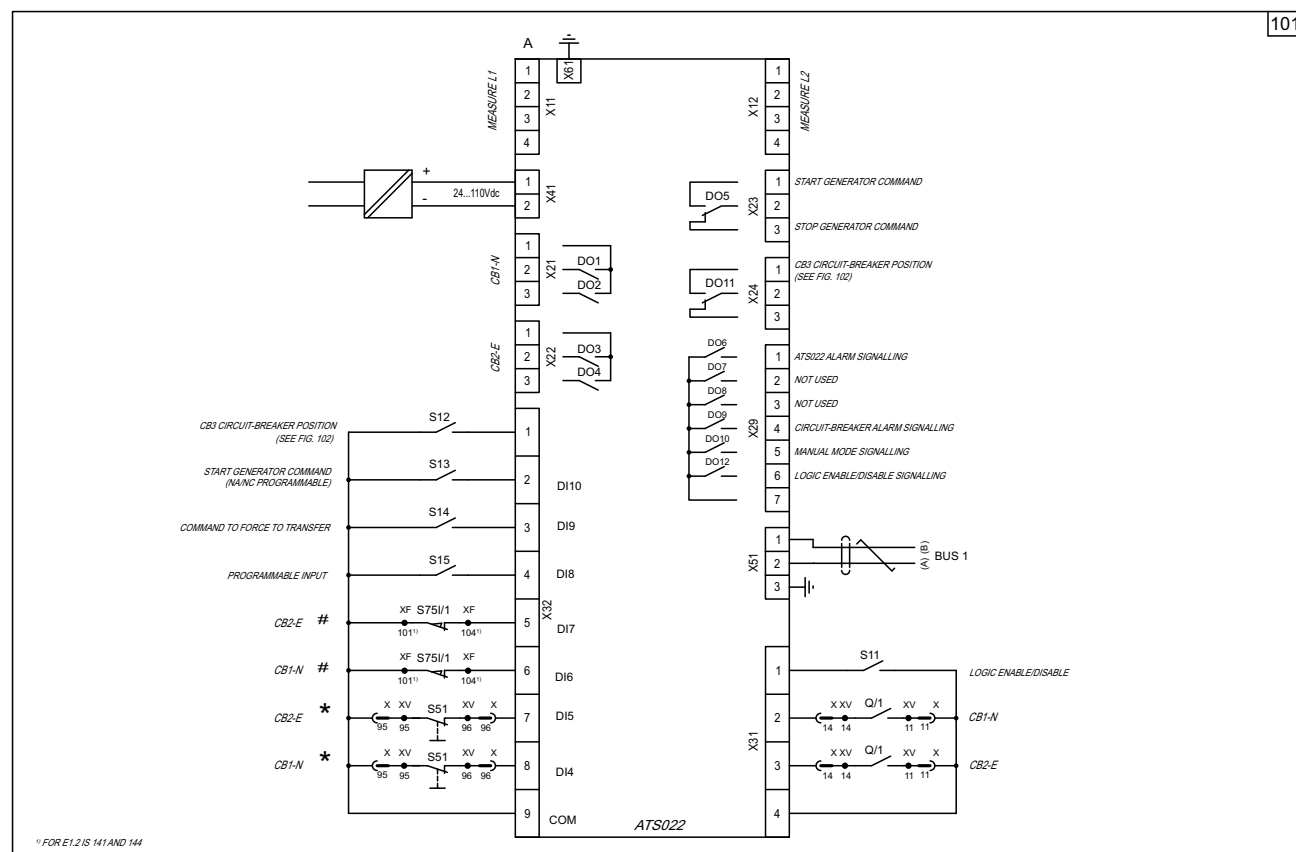 101
A
X61
MEASURE L1
1
2
3
4
X11
1
2
3
4
X12
MEASURE L2
+
-
24...110Vdc
1
2
X41
DO5
X23
1
2
3
START GENERATOR COMMAND
STOP GENERATOR COMMAND
CB1-N
1
2
3
X21
DO1
DO2
DO11
X24
1
2
3
CB3 CIRCUIT-BREAKER POSITION
(SEE FIG. 102)
CB2-E
1
2
3
X22
DO3
DO4
DO6
DO7
DO8
DO9
DO10
DO12
X29
1 ATS022 ALARM SIGNALLING
2 NOT USED
3 NOT USED
4 CIRCUIT-BREAKER ALARM SIGNALLING
5 MANUAL MODE SIGNALLING
6 LOGIC ENABLE/DISABLE SIGNALLING
7
CB3 CIRCUIT-BREAKER POSITION
(SEE FIG. 102)
S12
1
START GENERATOR COMMAND
(NA/NC PROGRAMMABLE)
S13
2
DI10
COMMAND TO FORCE TO TRANSFER
S14
3
DI9
PROGRAMMABLE INPUT
S15
4
DI8
X32
CB2-E #
XF S75I/1 XF
101¹⁾ 104¹⁾
5
DI7
CB1-N #
XF S75I/1 XF
101¹⁾ 104¹⁾
6
DI6
CB2-E *
X XV S51 XV X
95 95 96 96
7
DI5
CB1-N *
X XV S51 XV X
95 95 96 96
8
DI4
9
COM
X51
1
2
3
(A) (B)
BUS 1
X31
1
S11
LOGIC ENABLE/DISABLE
2
X XV Q/1 XV X
14 14 11 11
CB1-N
3
X XV Q/1 XV X
14 14 11 11
CB2-E
4
ATS022
¹⁾ FOR E1.2 IS 141 AND 144